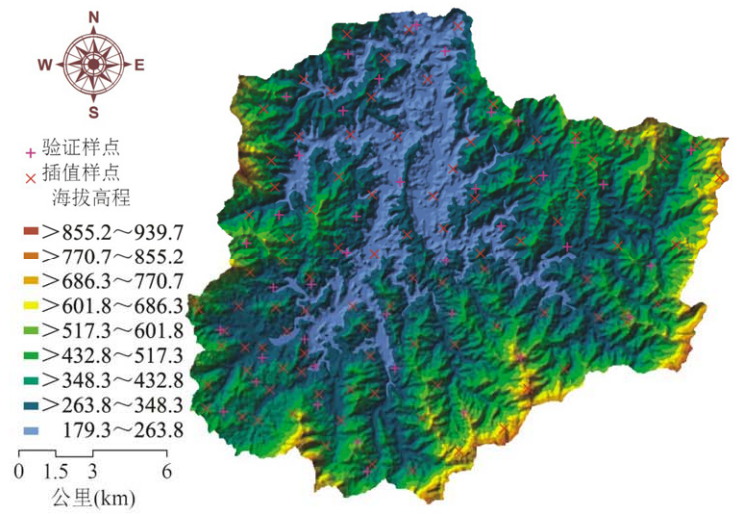 N
W E
S
+ 验证样点
× 插值样点
海拔高程
>855.2～939.7
>770.7～855.2
>686.3～770.7
>601.8～686.3
>517.3～601.8
>432.8～517.3
>348.3～432.8
>263.8～348.3
179.3～263.8
0 1.5 3 6
公里(km)